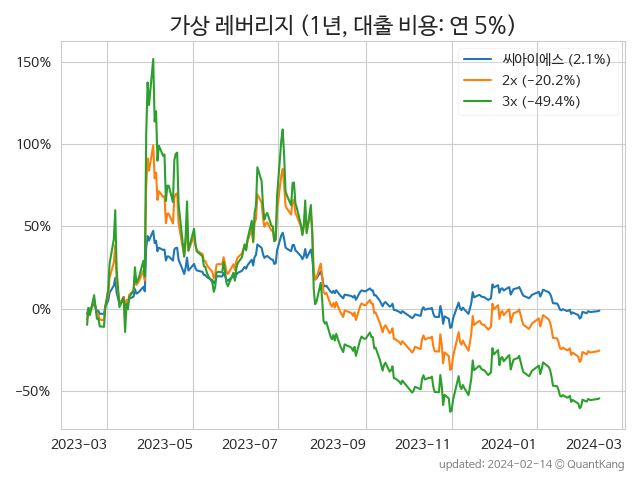 가상 레버리지 (1년, 대출 비용: 연 5%)
씨아이에스 (2.1%)
2x (−20.2%)
3x (−49.4%)
150%
100%
50%
0%
−50%
2023-03 2023-05 2023-07 2023-09 2023-11 2024-01 2024-03
updated: 2024-02-14 © QuantKang